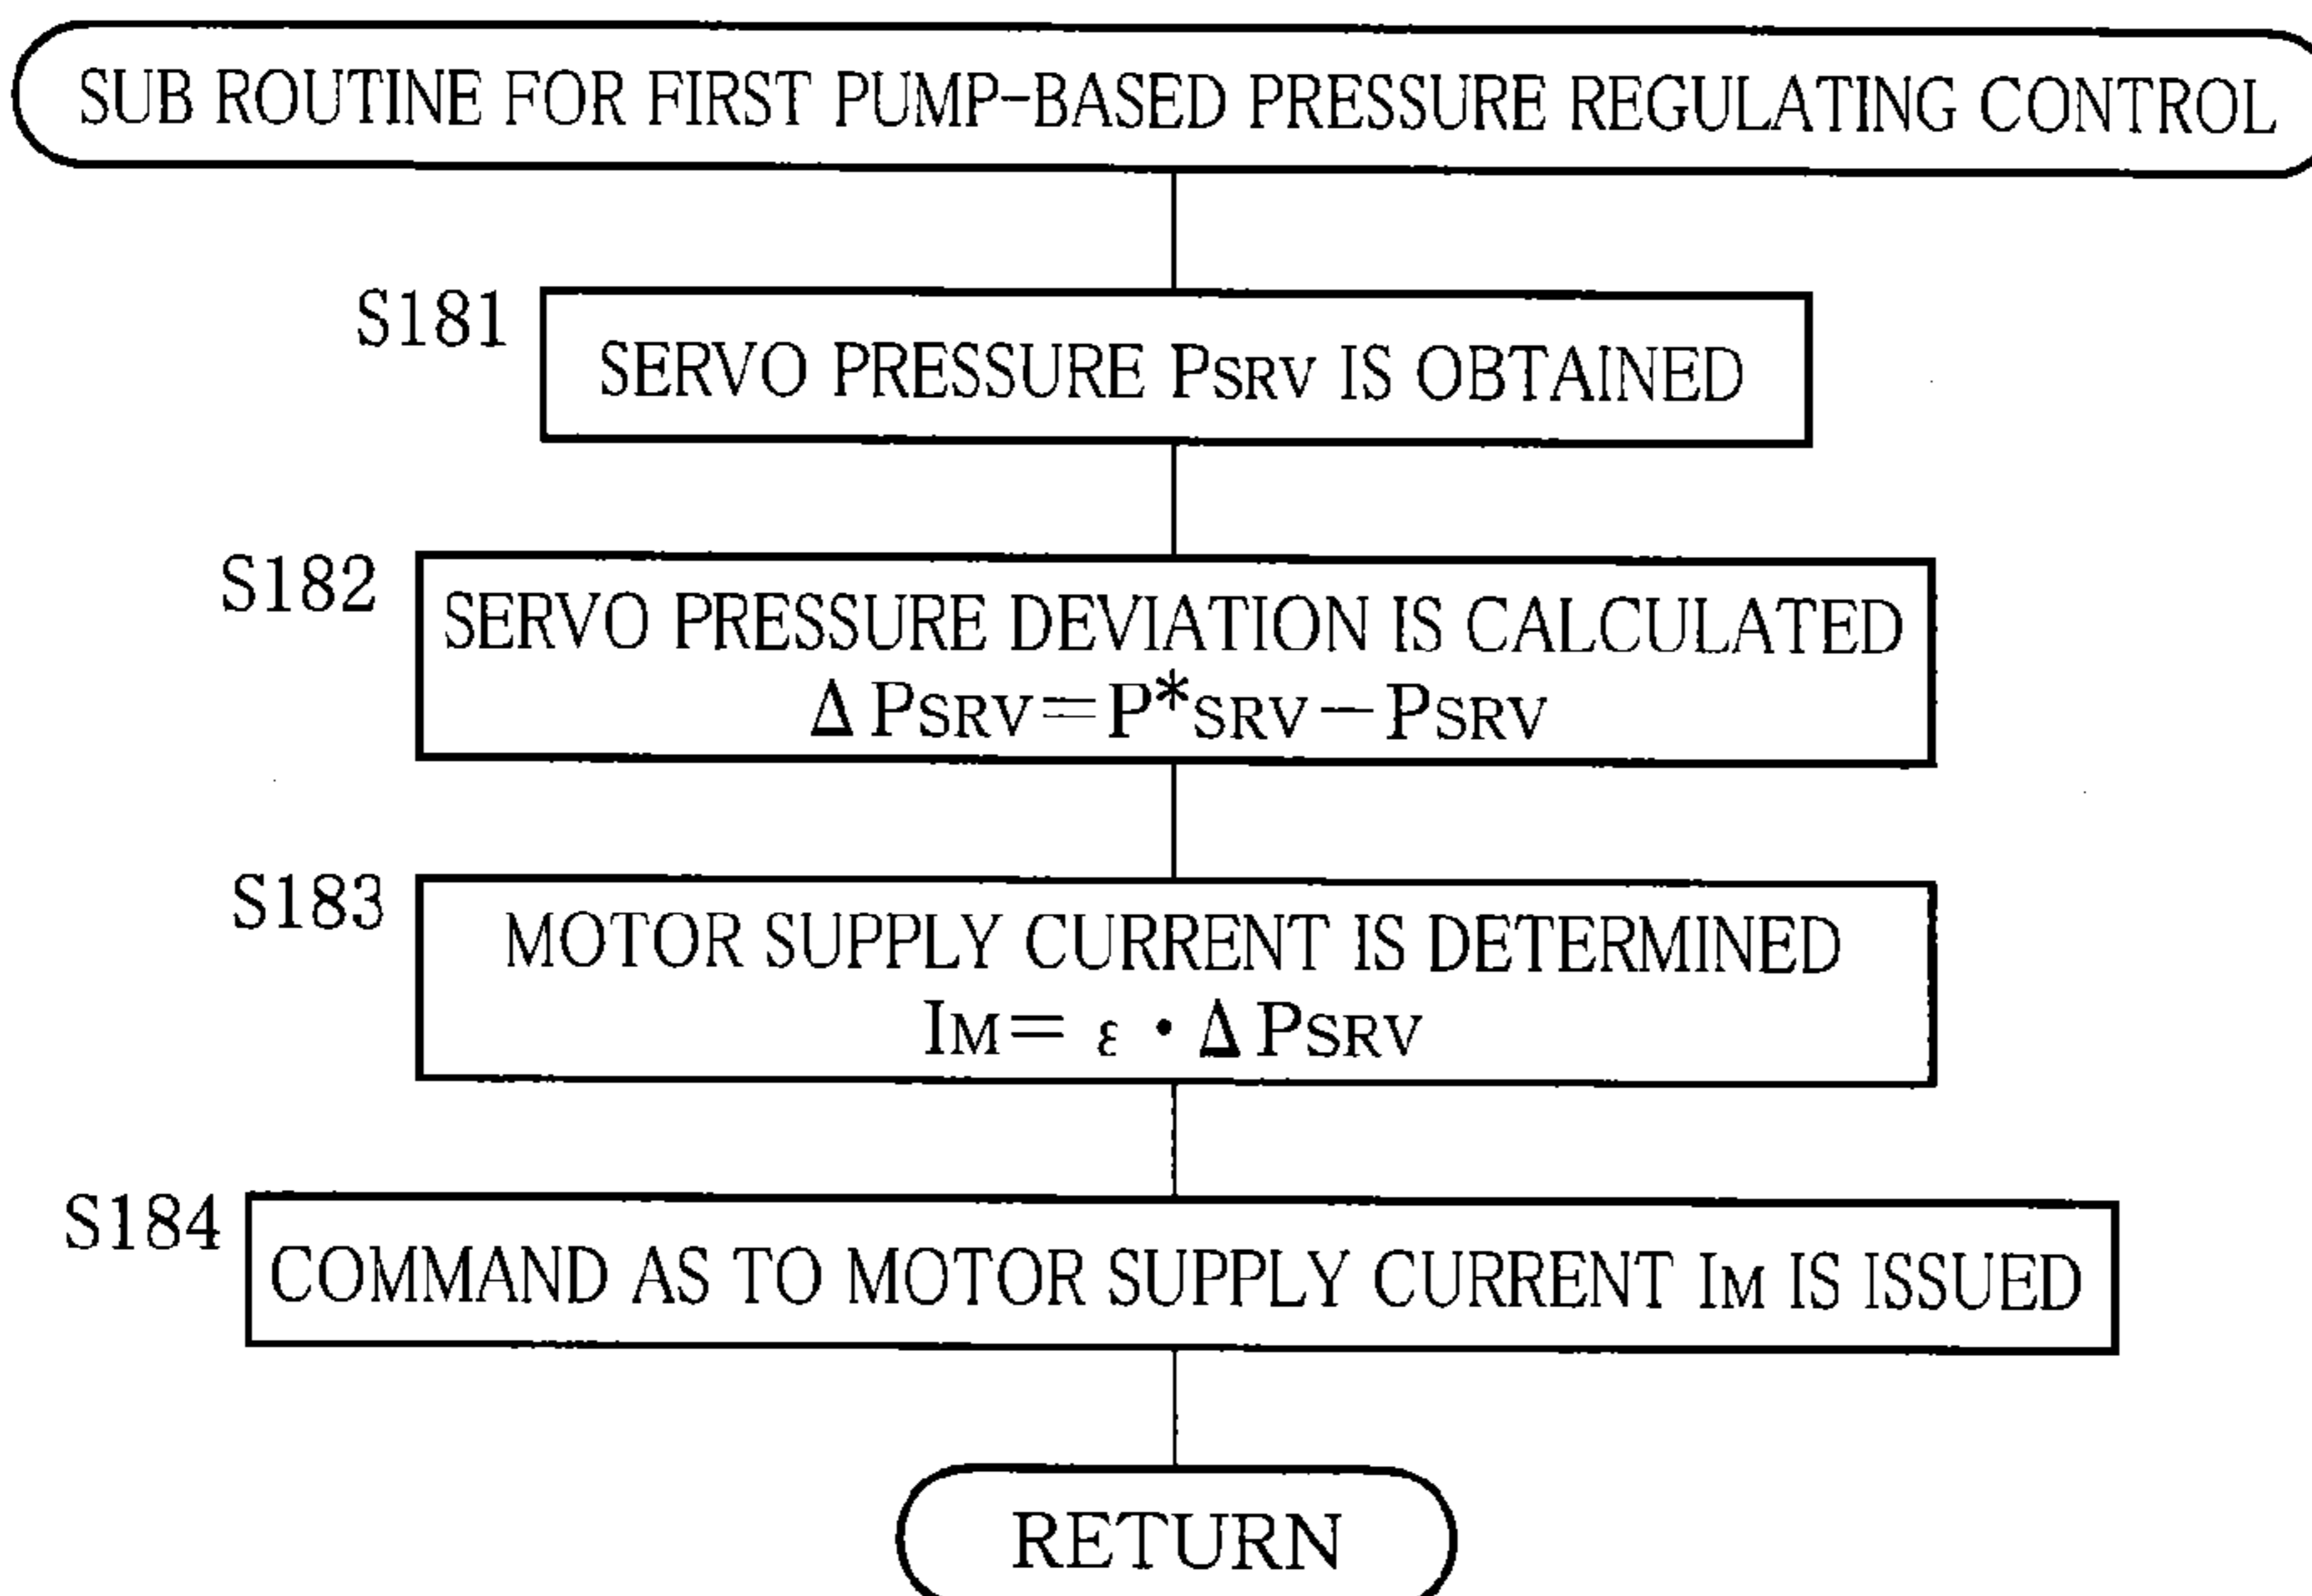 SUB ROUTINE FOR FIRST PUMP-BASED PRESSURE REGULATING CONTROL
S181
SERVO PRESSURE PSRV IS OBTAINED
S182
SERVO PRESSURE DEVIATION IS CALCULATED
ΔPSRV=P*SRV−PSRV
S183
MOTOR SUPPLY CURRENT IS DETERMINED
IM= ε・ΔPSRV
S184
COMMAND AS TO MOTOR SUPPLY CURRENT IM IS ISSUED
RETURN